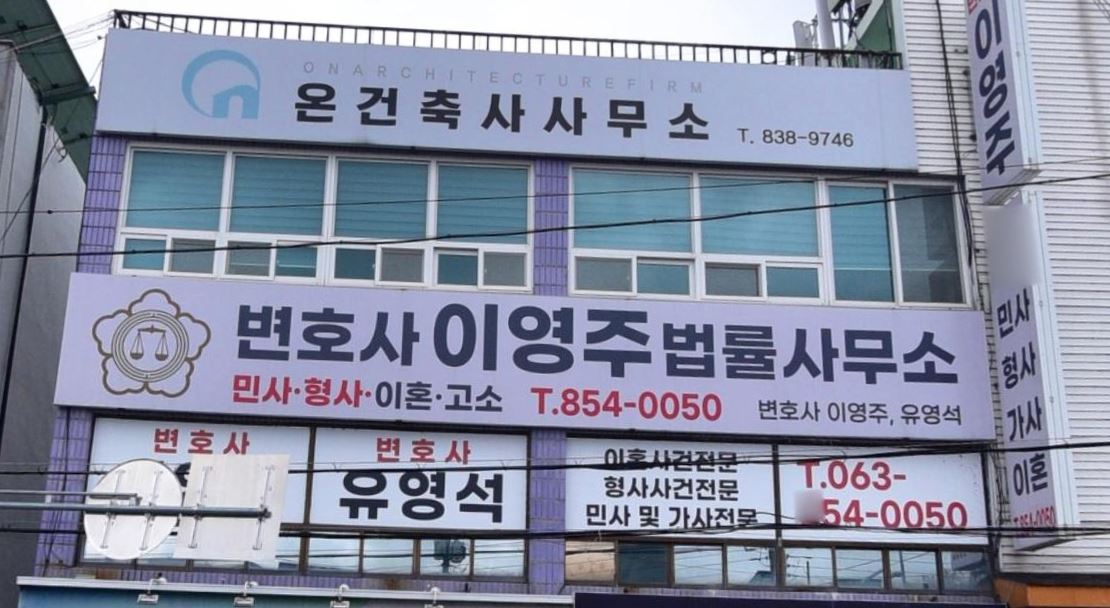 ONARCHITECTUREFIRM
온건축사사무소
T. 838-9746
변호사 이영주 법률사무소
민사·형사·이혼·고소 T.854-0050 변호사 이영주, 유영석
변호사
변호사
유영석
이혼사건전문
형사사건전문
민사 및 가사전문
T.063-
54-0050
이영주
민사
형사
가사
이혼
T.854-0050